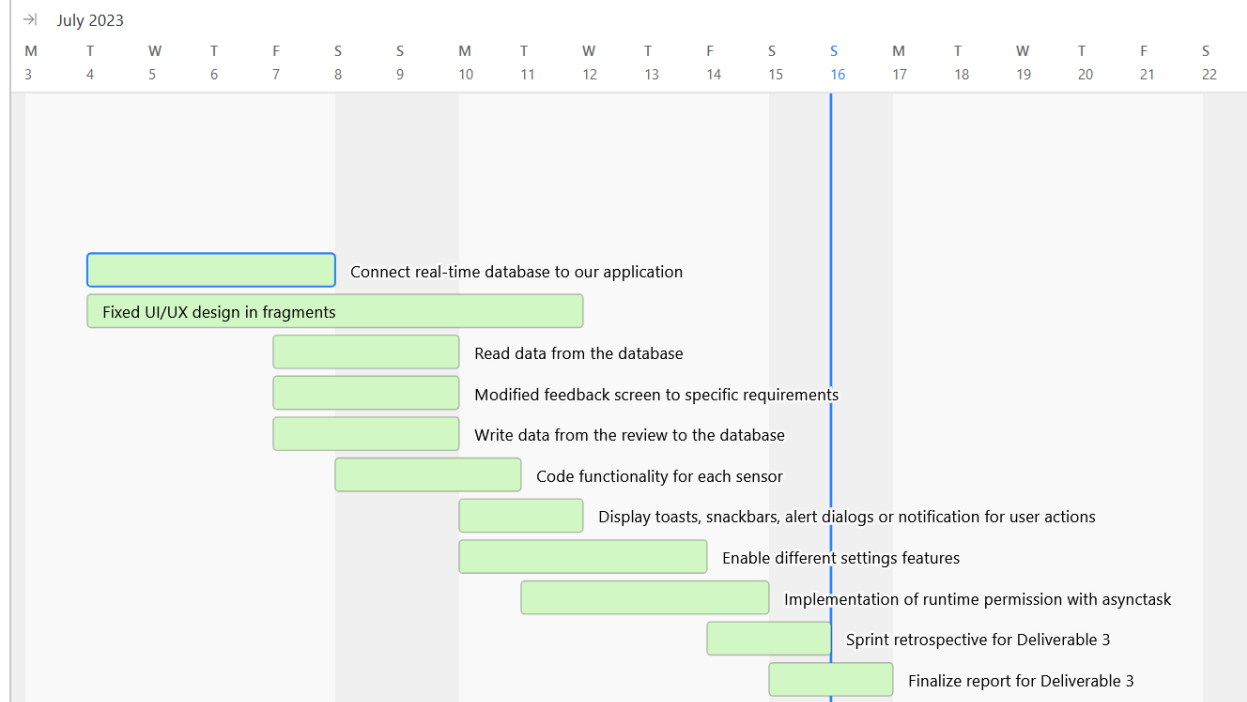 July 2023
M T W T F S S M T W T F S S M T W T F S
3 4 5 6 7 8 9 10 11 12 13 14 15 16 17 18 19 20 21 22
Connect real-time database to our application
Fixed UI/UX design in fragments
Read data from the database
Modified feedback screen to specific requirements
Write data from the review to the database
Code functionality for each sensor
Display toasts, snackbars, alert dialogs or notification for user actions
Enable different settings features
Implementation of runtime permission with asynctask
Sprint retrospective for Deliverable 3
Finalize report for Deliverable 3